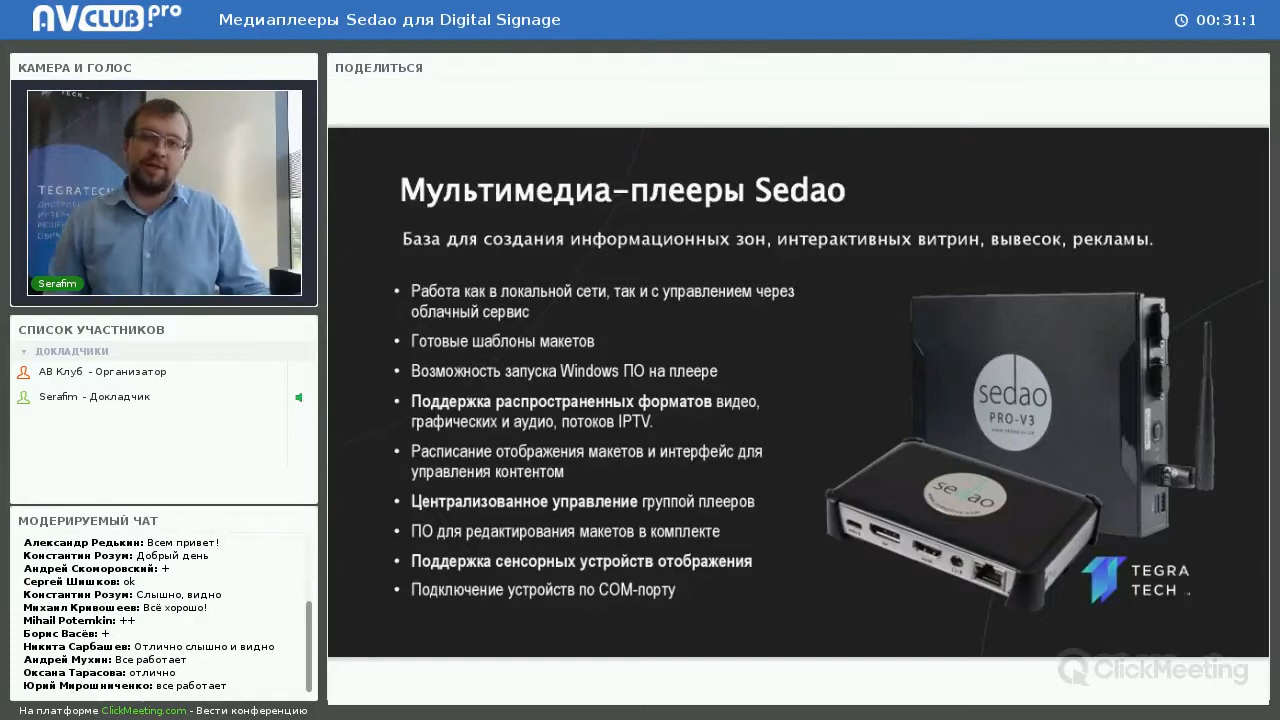 AVCLUB.pro
Медиаплееры Sedao для Digital Signage
00:31:1
КАМЕРА И ГОЛОС
TEGRATECH
Serafim
СПИСОК УЧАСТНИКОВ
ДОКЛАДЧИКИ
АВ Клуб - Организатор
Serafim - Докладчик
МОДЕРИРУЕМЫЙ ЧАТ
Александр Редькин: Всем привет!
Константин Розум: Добрый день
Андрей Скоморовский: +
Сергей Шишков: ok
Константин Розум: Слышно, видно
Михаил Кривошеев: Всё хорошо!
Mihail Potemkin: ++
Борис Васёв: +
Никита Сарбашев: Отлично слышно и видно
Андрей Мухин: Все работает
Оксана Тарасова: отлично
Юрий Мирошниченко: все работает
На платформе ClickMeeting.com - Вести конференцию
ПОДЕЛИТЬСЯ
Мультимедиа-плееры Sedao
База для создания информационных зон, интерактивных витрин, вывесок, рекламы.
• Работа как в локальной сети, так и с управлением через
облачный сервис
• Готовые шаблоны макетов
• Возможность запуска Windows ПО на плеере
• Поддержка распространенных форматов видео,
графических и аудио, потоков IPTV.
• Расписание отображения макетов и интерфейс для
управления контентом
• Централизованное управление группой плееров
• ПО для редактирования макетов в комплекте
• Поддержка сенсорных устройств отображения
• Подключение устройств по COM-порту
sedao
PRO-V3
sedao
TEGRA
TECH
ClickMeeting